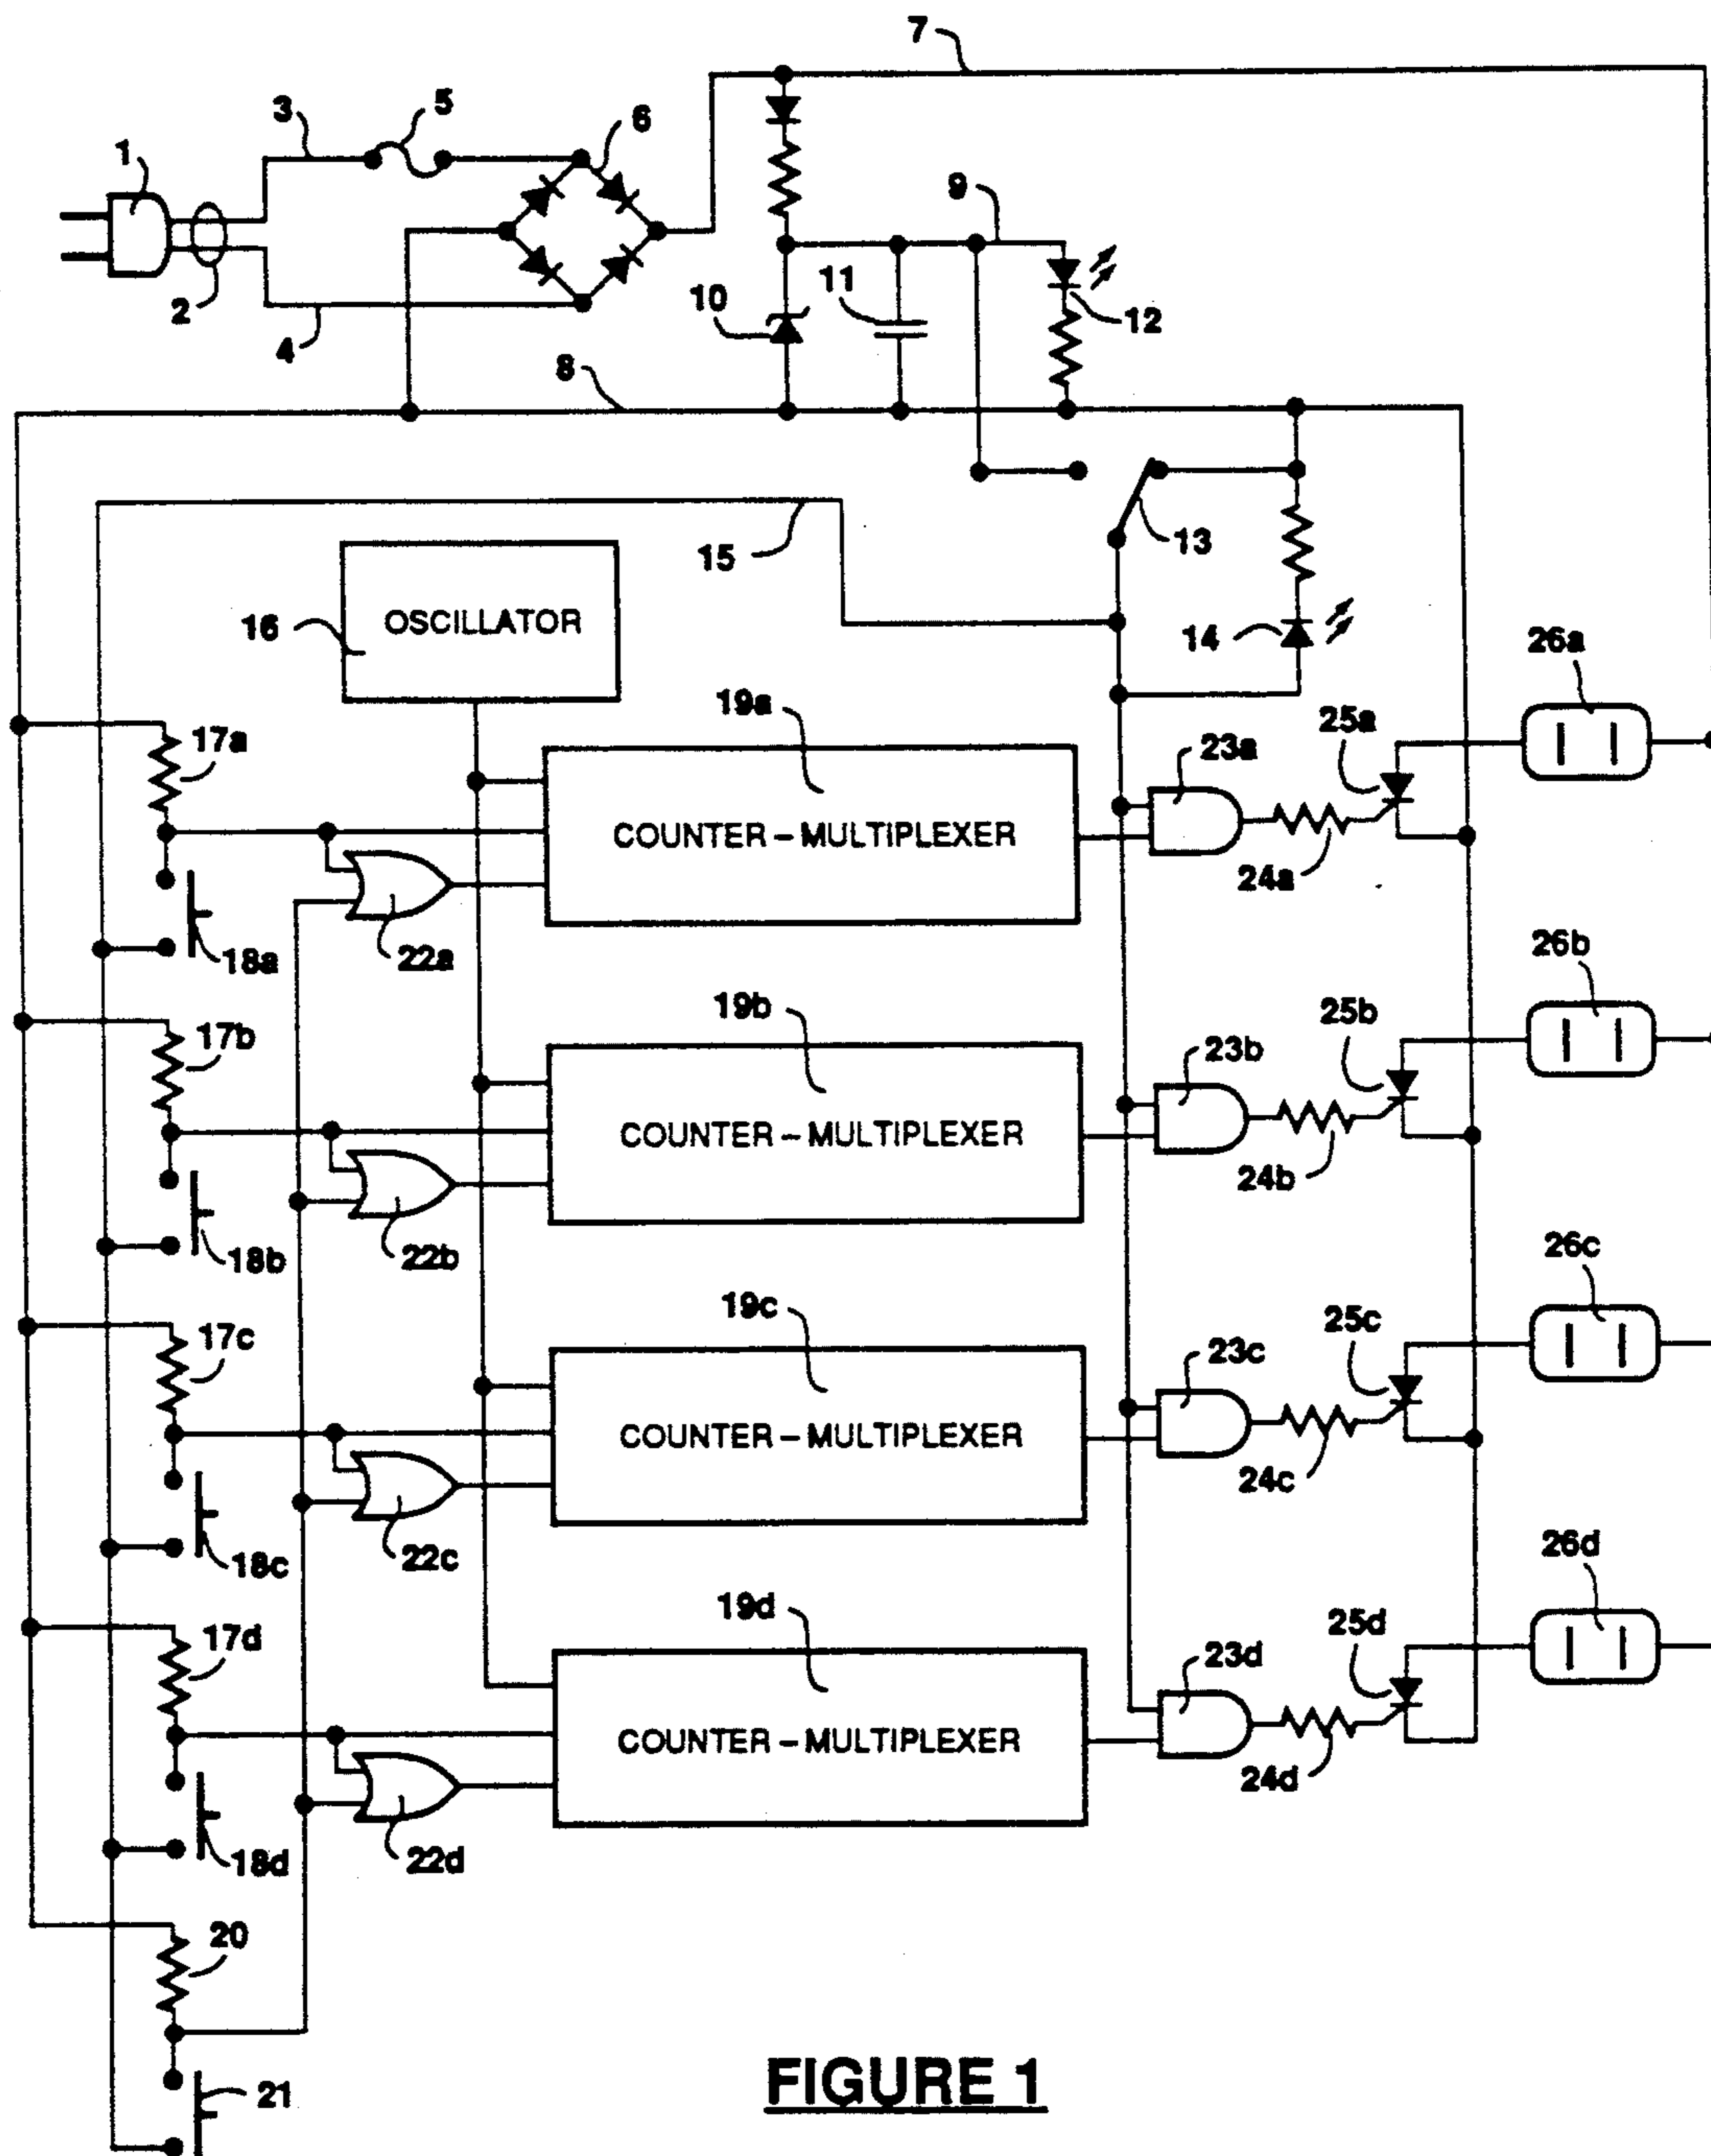 7
3
5
6
1
9
2
10
11
12
4
8
15
13
16
OSCILLATOR
14
26a
19a
25a
17a
23a
COUNTER – MULTIPLEXER
24a
18a
22a
26b
19b
25b
17b
23b
COUNTER – MULTIPLEXER
24b
18b
22b
26c
19c
25c
17c
23c
COUNTER – MULTIPLEXER
24c
18c
22c
26d
19d
25d
17d
23d
COUNTER – MULTIPLEXER
24d
18d
22d
20
21
FIGURE 1